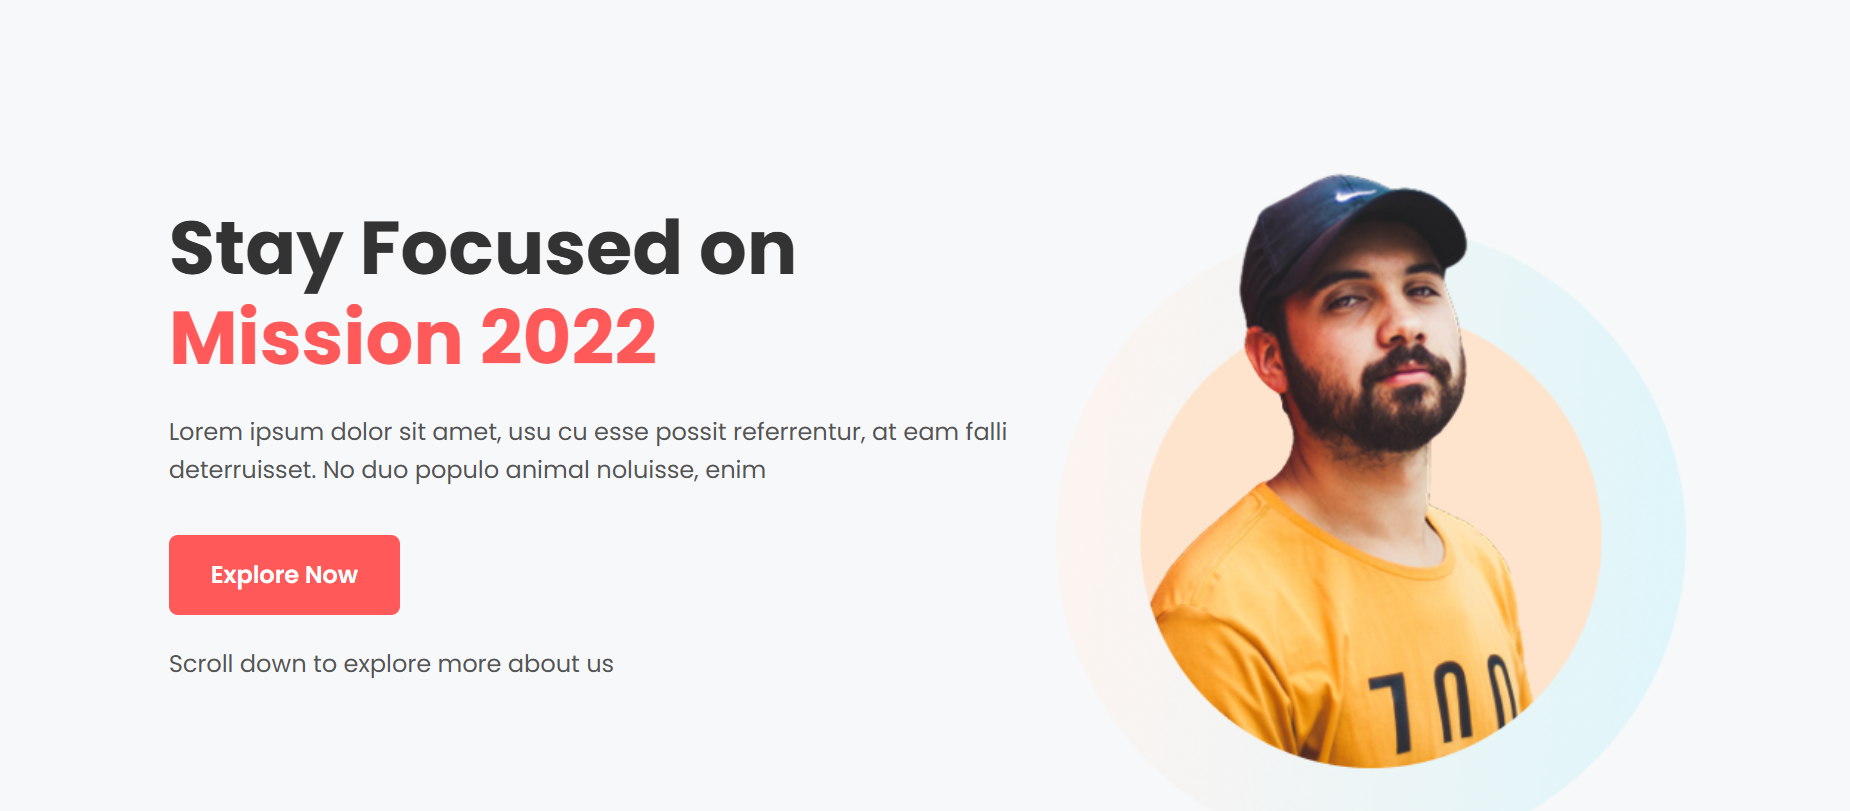 Stay Focused on
Mission 2022
Lorem ipsum dolor sit amet, usu cu esse possit referrentur, at eam falli
deterruisset. No duo populo animal noluisse, enim
Explore Now
Scroll down to explore more about us